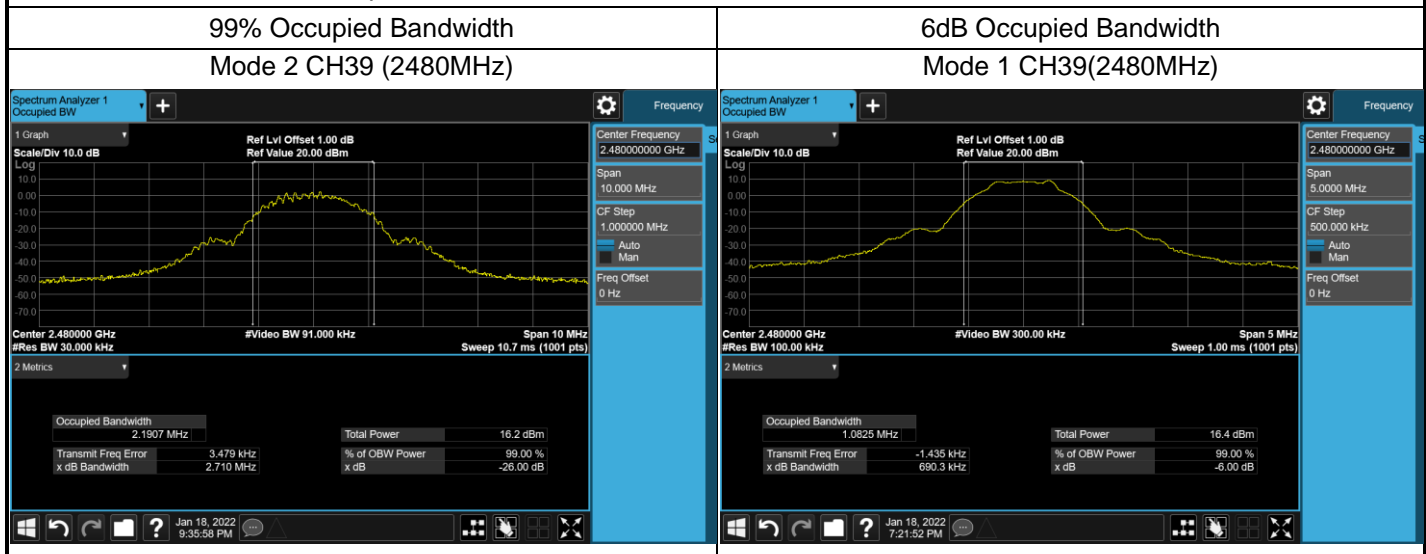 99% Occupied Bandwidth
6dB Occupied Bandwidth
Mode 2 CH39 (2480MHz)
Mode 1 CH39(2480MHz)
Spectrum Analyzer 1
Occupied BW
+
Frequency
1 Graph
Scale/Div 10.0 dB
Ref Lvl Offset 1.00 dB
Ref Value 20.00 dBm
Log
10.0
0.00
-10.0
-20.0
-30.0
-40.0
-50.0
-60.0
-70.0
Center 2.480000 GHz
#Res BW 30.000 kHz
#Video BW 91.000 kHz
Span 10 MHz
Sweep 10.7 ms (1001 pts)
Center Frequency
2.480000000 GHz
Span
10.000 MHz
CF Step
1.000000 MHz
Auto
Man
Freq Offset
0 Hz
2 Metrics
Occupied Bandwidth
2.1907 MHz
Transmit Freq Error 3.479 kHz
x dB Bandwidth 2.710 MHz
Total Power 16.2 dBm
% of OBW Power 99.00 %
x dB -26.00 dB
?
Jan 18, 2022
9:35:58 PM
Spectrum Analyzer 1
Occupied BW
+
Frequency
1 Graph
Scale/Div 10.0 dB
Ref Lvl Offset 1.00 dB
Ref Value 20.00 dBm
Log
10.0
0.00
-10.0
-20.0
-30.0
-40.0
-50.0
-60.0
-70.0
Center 2.480000 GHz
#Res BW 100.00 kHz
#Video BW 300.00 kHz
Span 5 MHz
Sweep 1.00 ms (1001 pts)
Center Frequency
2.480000000 GHz
Span
5.0000 MHz
CF Step
500.000 kHz
Auto
Man
Freq Offset
0 Hz
2 Metrics
Occupied Bandwidth
1.0825 MHz
Transmit Freq Error -1.435 kHz
x dB Bandwidth 690.3 kHz
Total Power 16.4 dBm
% of OBW Power 99.00 %
x dB -6.00 dB
?
Jan 18, 2022
7:21:52 PM